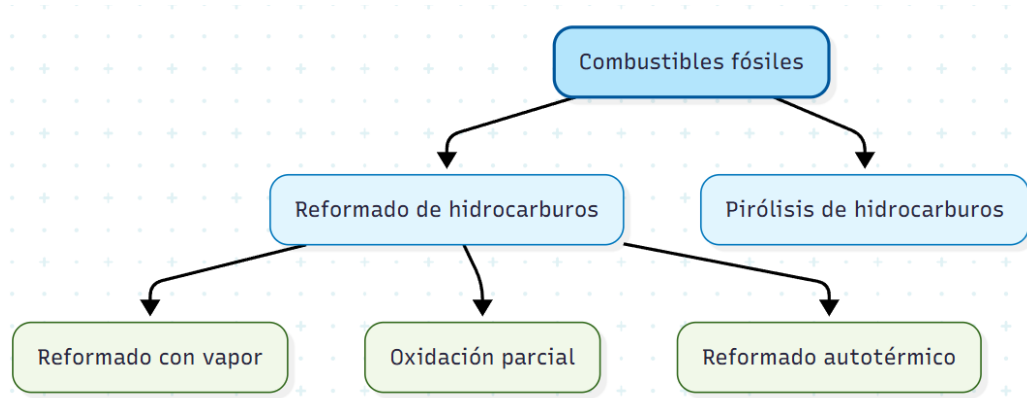 Combustibles fósiles
Reformado de hidrocarburos
Pirólisis de hidrocarburos
Reformado con vapor
Oxidación parcial
Reformado autotérmico